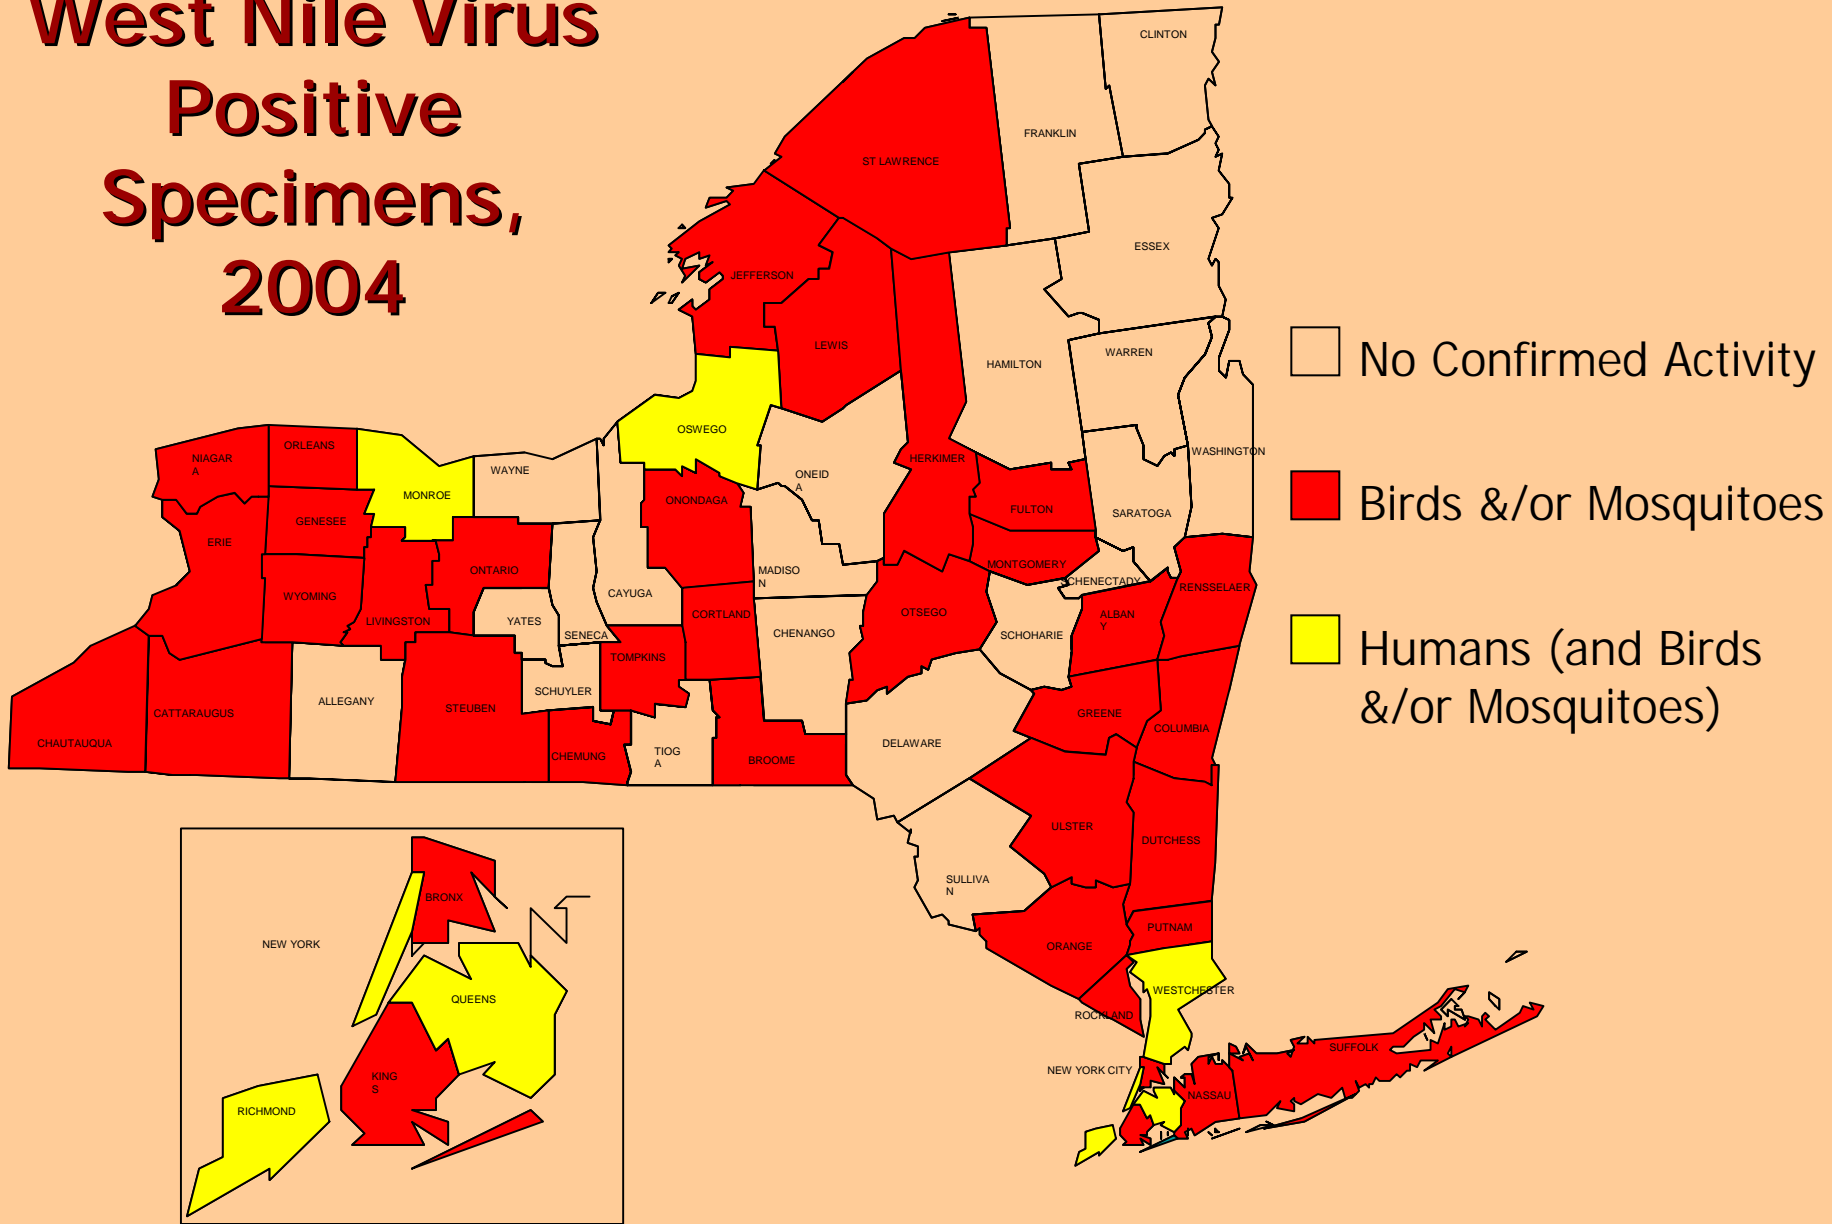 West Nile Virus
Positive
Specimens,
2004
CLINTON
FRANKLIN
ST LAWRENCE
ESSEX
JEFFERSON
LEWIS
HAMILTON
WARREN
No Confirmed Activity
OSWEGO
ORLEANS
NIAGAR
A
WAYNE
MONROE
ONEID
A
HERKIMER
WASHINGTON
ONONDAGA
Birds &/or Mosquitoes
GENESEE
FULTON
SARATOGA
ERIE
ONTARIO
MADISO
N
MONTGOMERY
SCHENECTADY
RENSSELAER
WYOMING
LIVINGSTON
YATES
SENECA
CAYUGA
CORTLAND
CHENANGO
OTSEGO
SCHOHARIE
ALBAN
Y
Humans (and Birds
&/or Mosquitoes)
TOMPKINS
SCHUYLER
ALLEGANY
STEUBEN
CATTARAUGUS
CHAUTAUQUA
CHEMUNG
TIOG
A
BROOME
DELAWARE
GREENE
COLUMBIA
ULSTER
DUTCHESS
SULLIVA
N
PUTNAM
ORANGE
WESTCHESTER
ROCKLAND
SUFFOLK
NEW YORK CITY
NASSAU
BRONX
NEW YORK
QUEENS
KING
S
RICHMOND